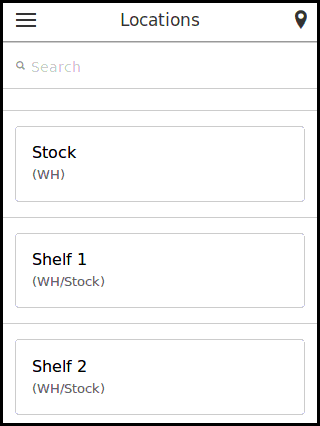 Locations
Search
Stock
(WH)
Shelf 1
(WH/Stock)
Shelf 2
(WH/Stock)